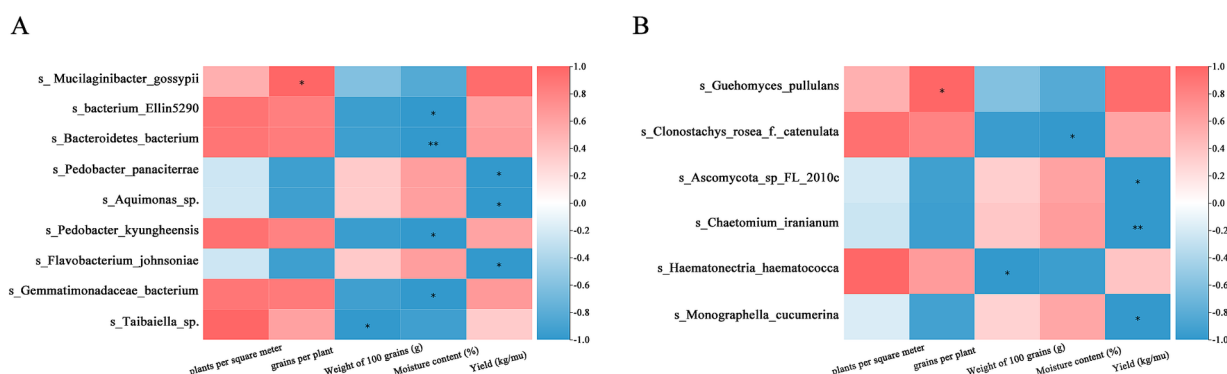 A
s_Mucilaginibacter_gossypii
*
s_bacterium_Ellin5290
*
s_Bacteroidetes_bacterium
**
s_Pedobacter_panaciterrae
*
s_Aquimonas_sp.
*
s_Pedobacter_kyungheensis
*
s_Flavobacterium_johnsoniae
*
s_Gemmatimonadaceae_bacterium
*
s_Taibaiella_sp.
*
plants per square meter
grains per plant
Weight of 100 grains (g)
Moisture content (%)
Yield (kg/mu)
1.0
0.8
0.6
0.4
0.2
0.0
-0.2
-0.4
-0.6
-0.8
-1.0
B
s_Guehomyces_pullulans
*
s_Clonostachys_rosea_f._catenulata
*
s_Ascomycota_sp_FL_2010c
*
s_Chaetomium_iranianum
**
s_Haematonectria_haematococca
*
s_Monographella_cucumerina
*
plants per square meter
grains per plant
Weight of 100 grains (g)
Moisture content (%)
Yield (kg/mu)
1.0
0.8
0.6
0.4
0.2
0.0
-0.2
-0.4
-0.6
-0.8
-1.0